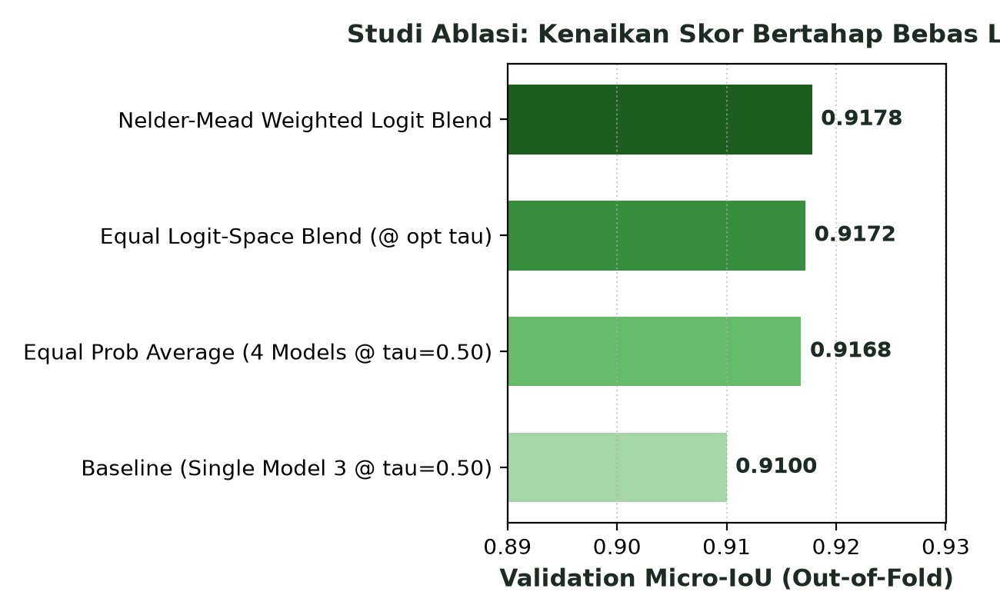 Studi Ablasi: Kenaikan Skor Bertahap Bebas L
Nelder-Mead Weighted Logit Blend
0.9178
Equal Logit-Space Blend (@ opt tau)
0.9172
Equal Prob Average (4 Models @ tau=0.50)
0.9168
Baseline (Single Model 3 @ tau=0.50)
0.9100
0.89 0.90 0.91 0.92 0.93
Validation Micro-IoU (Out-of-Fold)